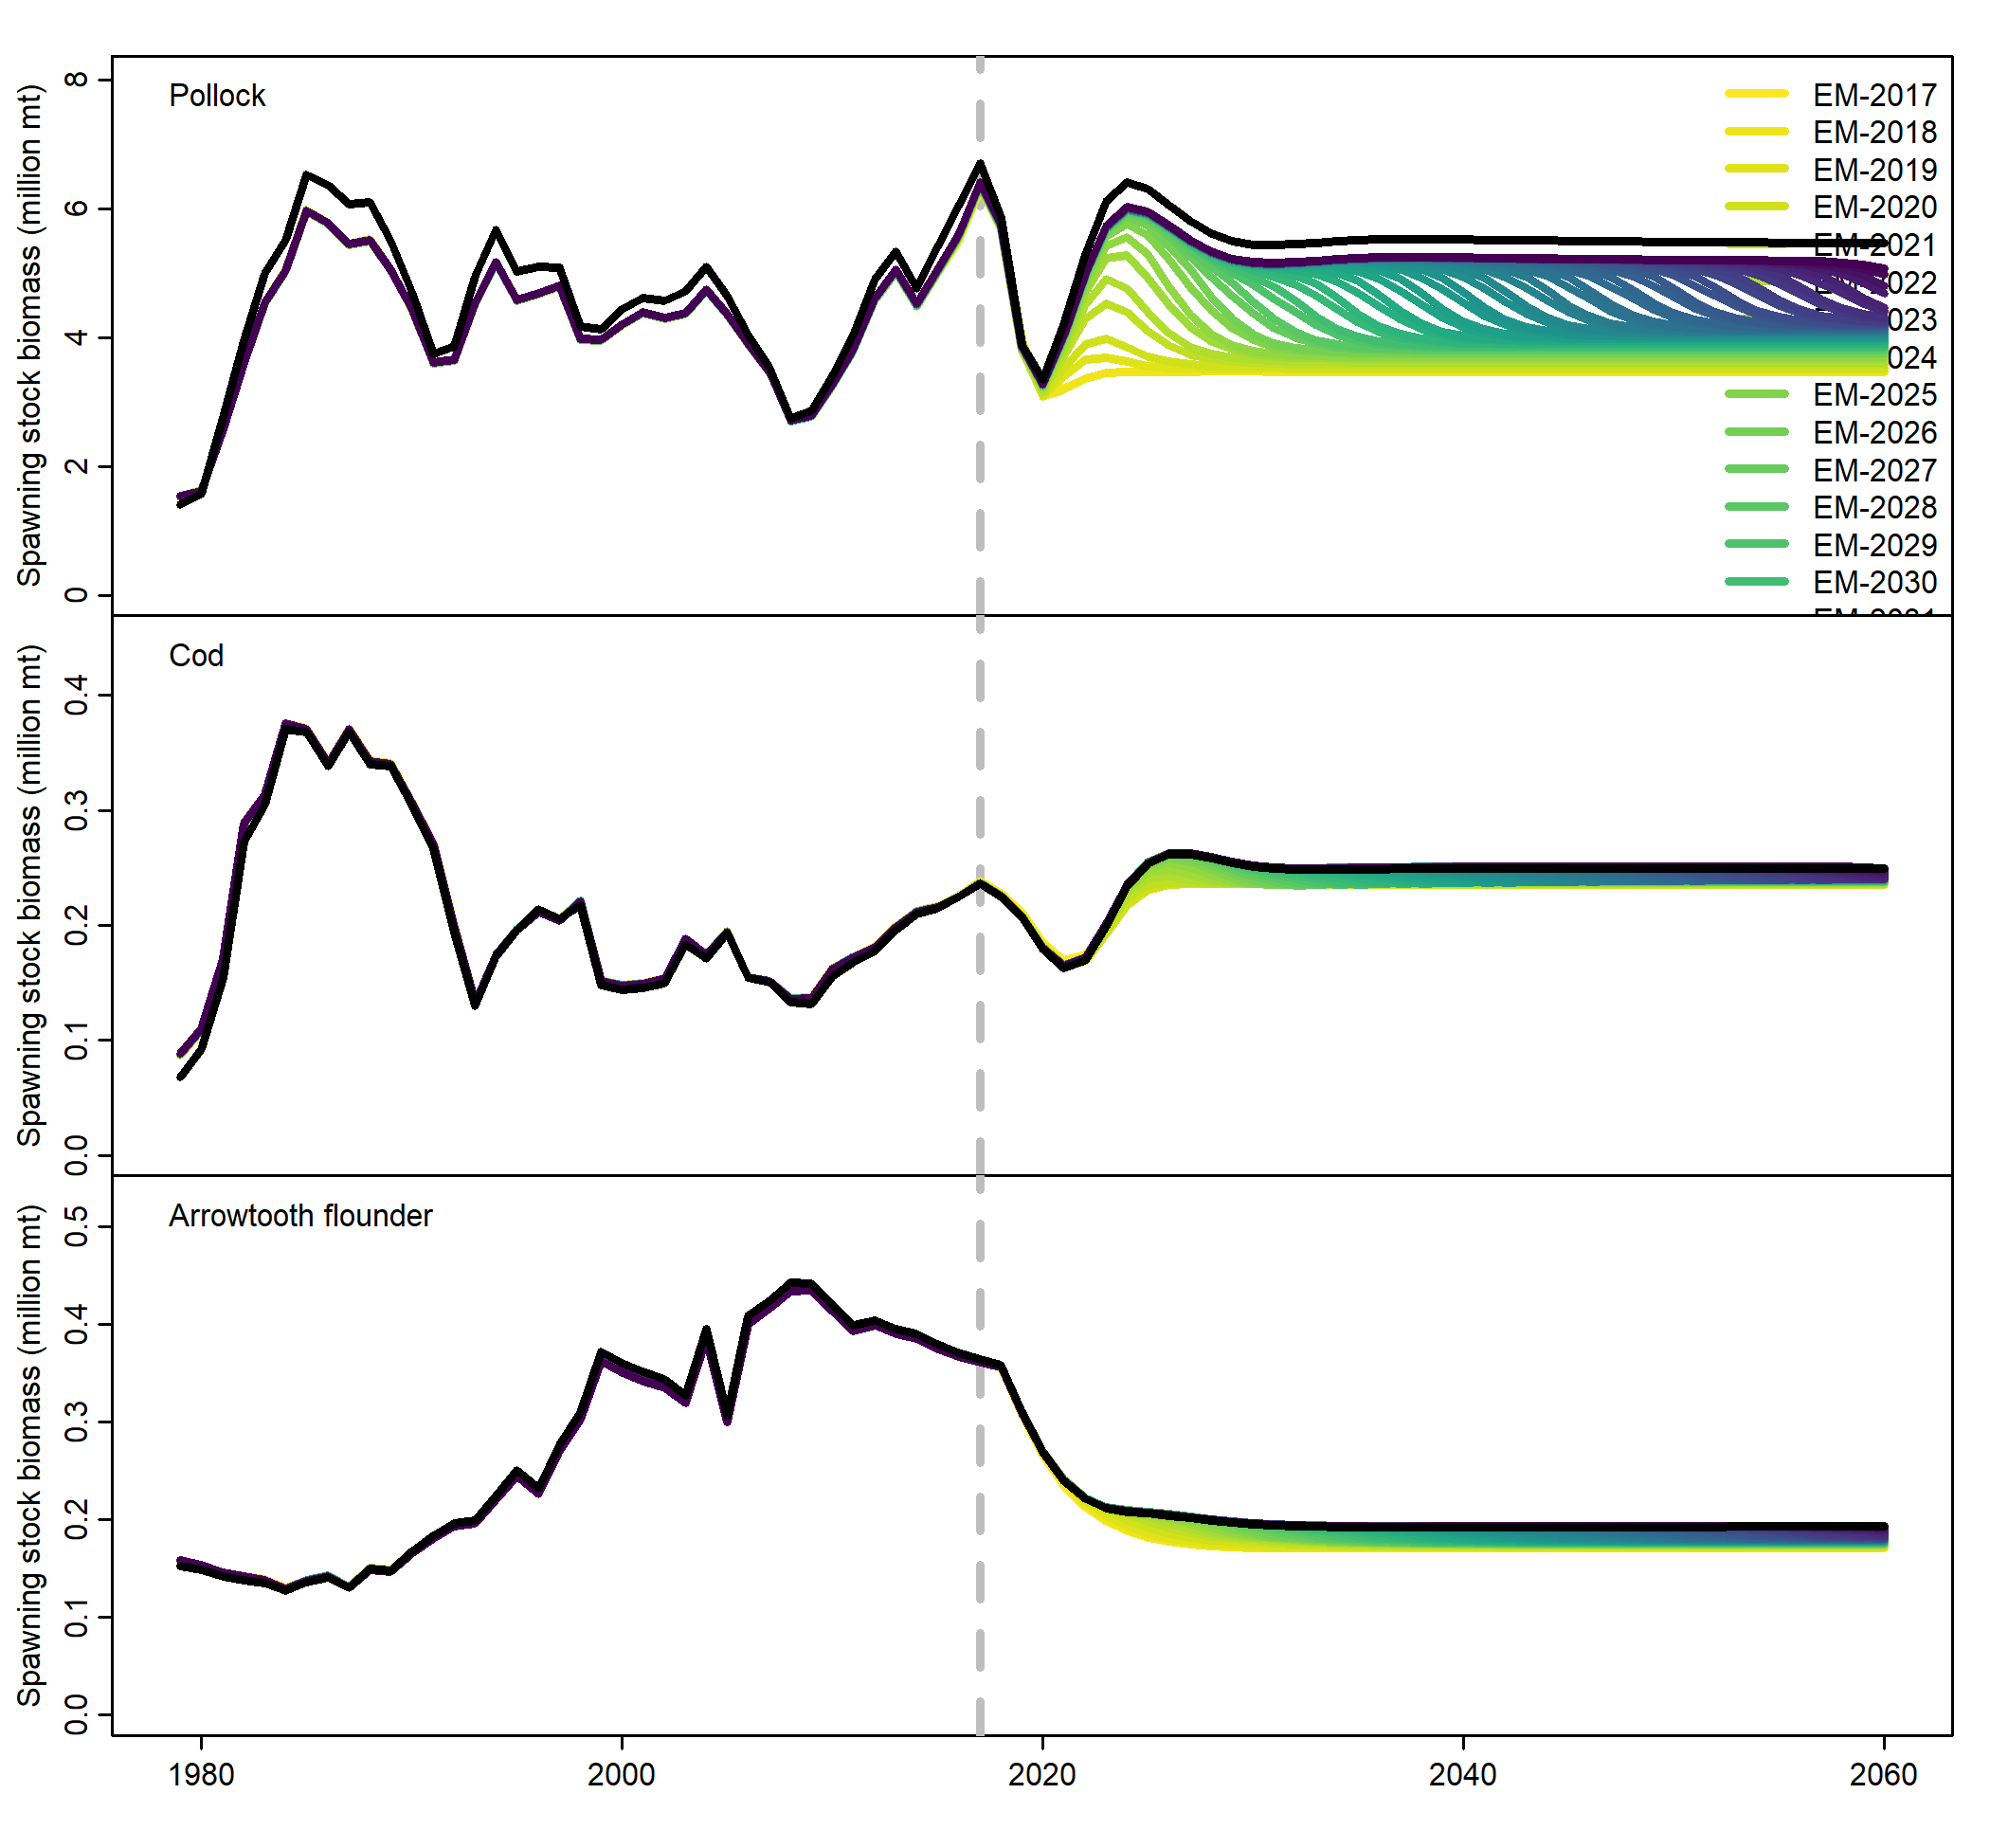 Spawning stock biomass (million mt)
8
6
4
2
0
Pollock
EM-2017
EM-2018
EM-2019
EM-2020
EM-2021
EM-2022
2023
2024
EM-2025
EM-2026
EM-2027
EM-2028
EM-2029
EM-2030
Spawning stock biomass (million mt)
0.4
0.3
0.2
0.1
0.0
Cod
Spawning stock biomass (million mt)
0.5
0.4
0.3
0.2
0.1
0.0
Arrowtooth flounder
1980 2000 2020 2040 2060